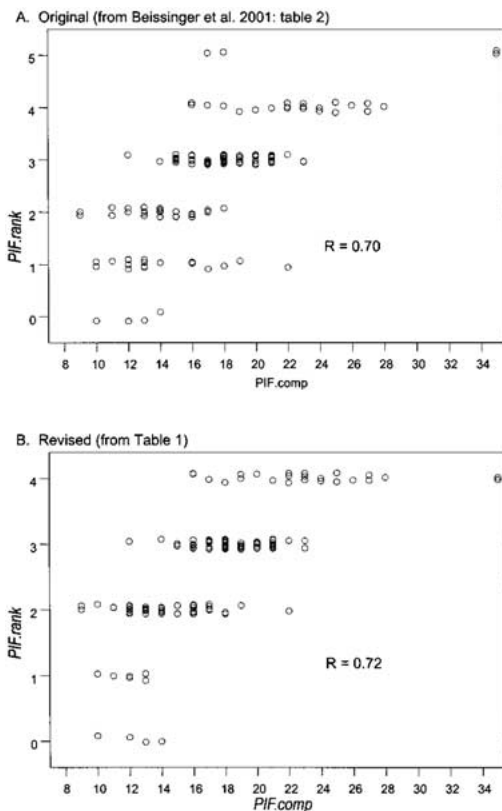 A. Original (from Beissinger et al. 2001: table 2)
5
4
3
2
1
0
PIF.rank
R = 0.70
8 10 12 14 16 18 20 22 24 26 28 30 32 34
PIF.comp
B. Revised (from Table 1)
4
3
2
1
0
PIF.rank
R = 0.72
8 10 12 14 16 18 20 22 24 26 28 30 32 34
PIF.comp